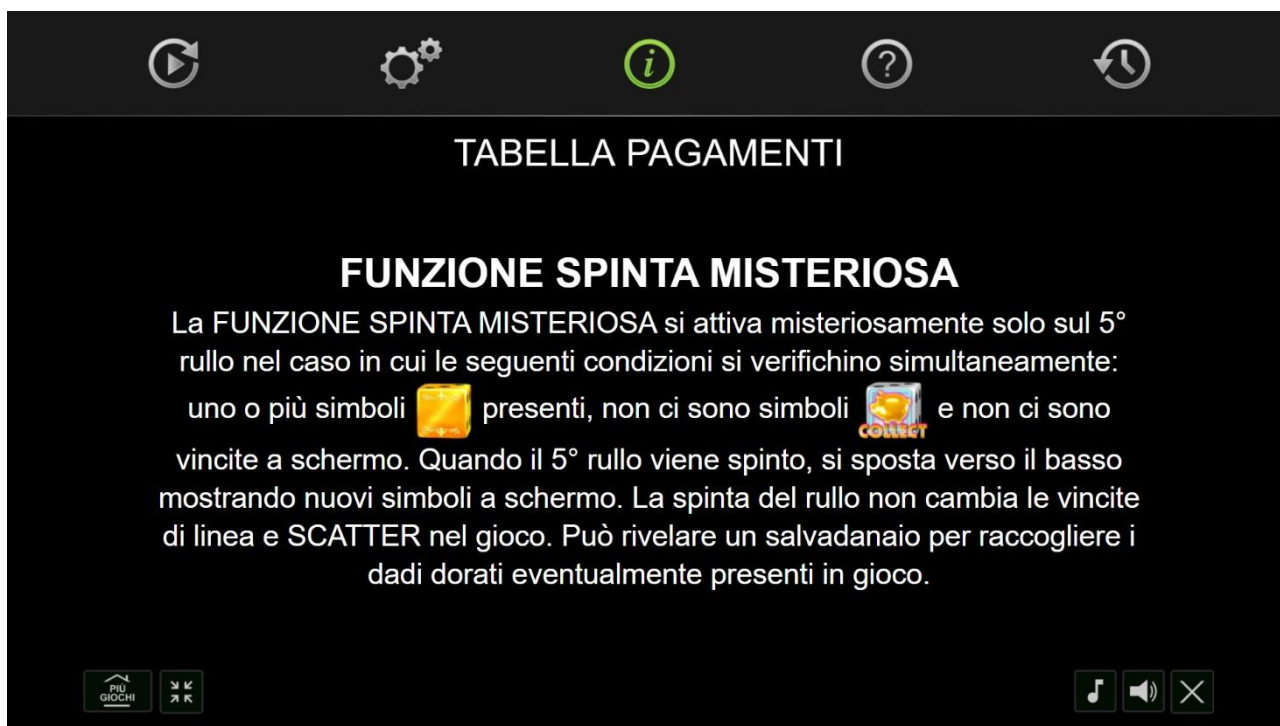 TABELLA PAGAMENTI
FUNZIONE SPINTA MISTERIOSA
La FUNZIONE SPINTA MISTERIOSA si attiva misteriosamente solo sul 5°
rullo nel caso in cui le seguenti condizioni si verifichino simultaneamente:
uno o più simboli presenti, non ci sono simboli COLLECT e non ci sono
vincite a schermo. Quando il 5° rullo viene spinto, si sposta verso il basso
mostrando nuovi simboli a schermo. La spinta del rullo non cambia le vincite
di linea e SCATTER nel gioco. Può rivelare un salvadanaio per raccogliere i
dadi dorati eventualmente presenti in gioco.
PIÙ
GIOCHI